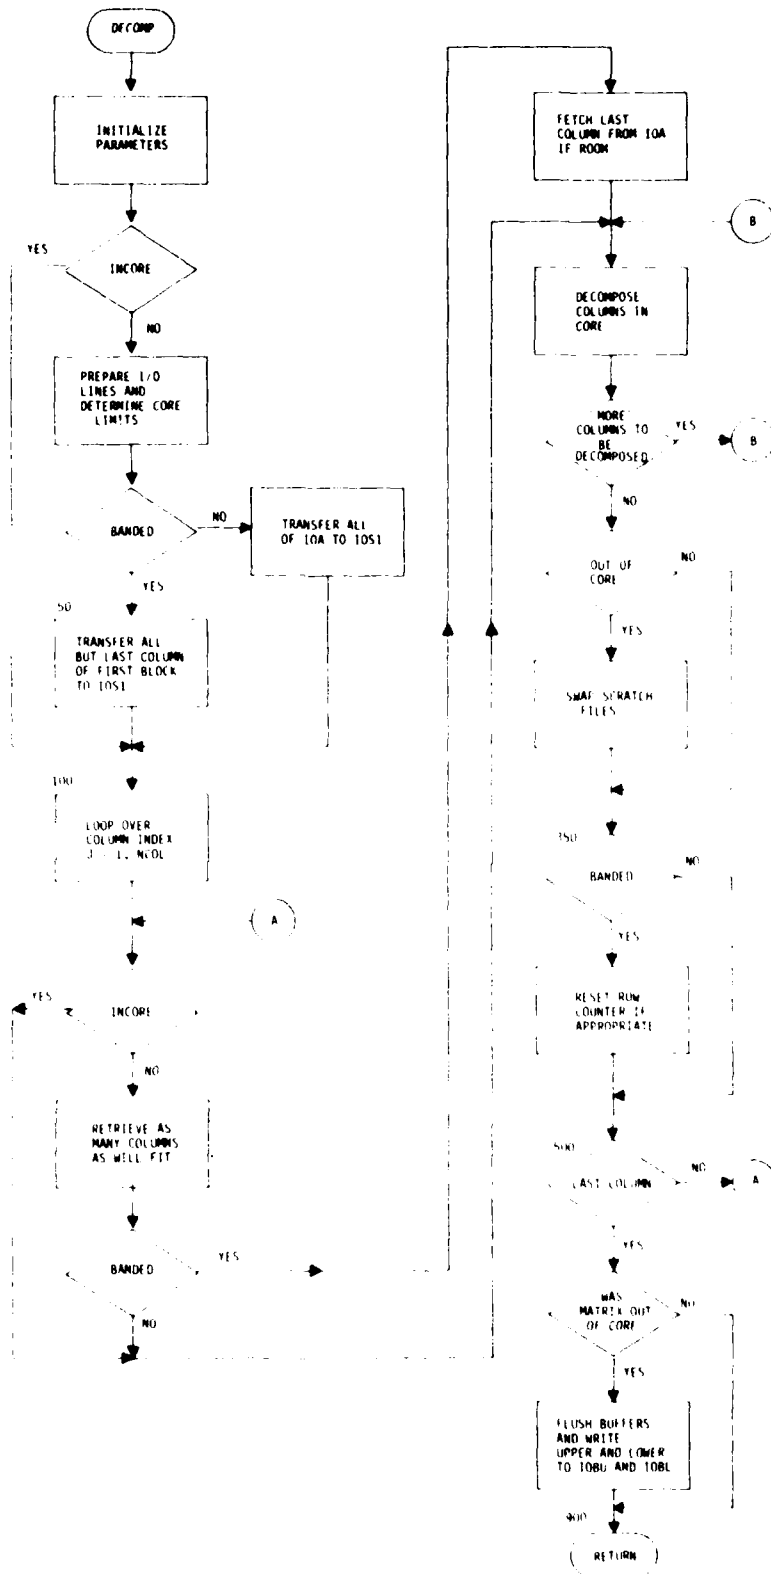 DECOMP
INITIALIZE
PARAMETERS
YES
INCORE
NO
PREPARE I/O
LINES AND
DETERMINE CORE
LIMITS
BANDED
NO
TRANSFER ALL
OF IOA TO IOS1
YES
50
TRANSFER ALL
BUT LAST COLUMN
OF FIRST BLOCK
TO IOS1
100
LOOP OVER
COLUMN INDEX
J = 1, NCOL
A
YES
INCORE
NO
RETRIEVE AS
MANY COLUMNS
AS WILL FIT
BANDED
YES
NO
FETCH LAST
COLUMN FROM IOA
IF ROOM
B
DECOMPOSE
COLUMNS IN
CORE
MORE
COLUMNS TO
BE
DECOMPOSED
YES
B
NO
OUT OF
CORE
NO
YES
SWAP SCRATCH
FILES
350
BANDED
NO
YES
RESET ROW
COUNTER IF
APPROPRIATE
500
LAST COLUMN
NO
A
YES
WAS
MATRIX OUT
OF CORE
NO
YES
FLUSH BUFFERS
AND WRITE
UPPER AND LOWER
TO IOBU AND IOBL
900
RETURN